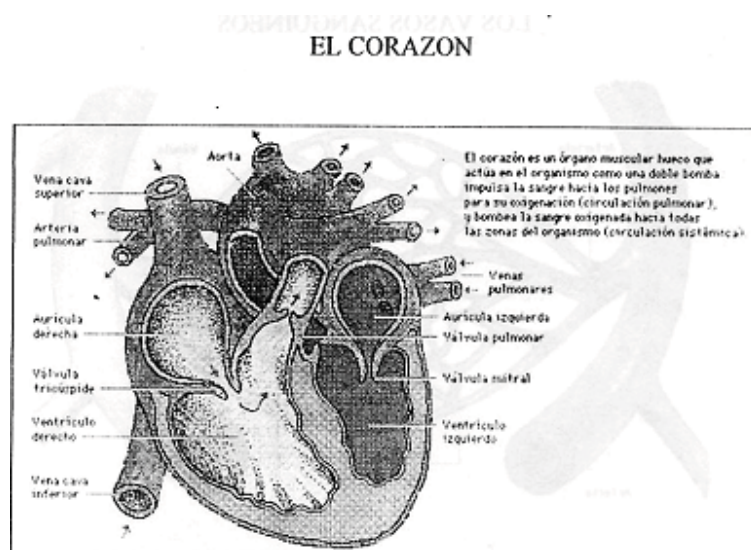 LOS VASOS SANGUINEOS
EL CORAZON
El corazón es un órgano muscular hueco que
actúa en el organismo como una doble bomba
impulsa la sangre hacia los pulmones
para su oxigenación (circulación pulmonar),
y bombea la sangre oxigenada hacia todas
las zonas del organismo (circulación sistémica).
Aorta
Vena cava
superior
Arteria
pulmonar
Aurícula
derecha
Válvula
tricúspide
Ventrículo
derecho
Vena cava
inferior
Venas
pulmonares
Aurícula izquierda
Válvula pulmonar
Válvula mitral
Ventrículo
izquierdo